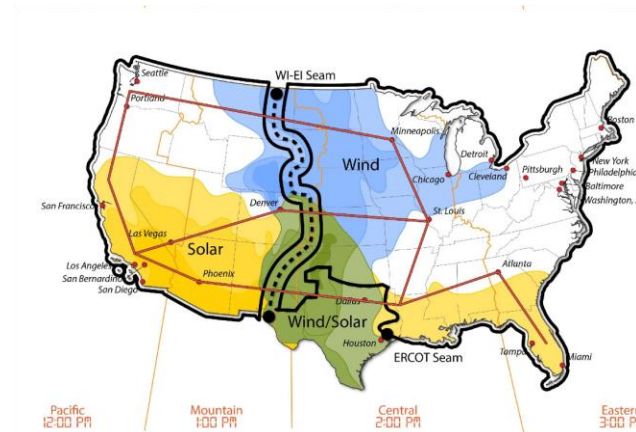 WI-EI Seam
Seattle
Portland
Minneapolis
Boston
Detroit
New York
Wind
Chicago
Cleveland
Pittsburgh
Philadelphia
Baltimore
Washington,
San Francisco
Denver
St. Louis
Las Vegas
Solar
Los Angeles
San Bernardino
San Diego
Phoenix
Atlanta
Dallas
Wind/Solar
Houston
ERCOT Seam
Tampa
Miami
Pacific
12:00 PM
Mountain
1:00 PM
Central
2:00 PM
Eastern
3:00 PM